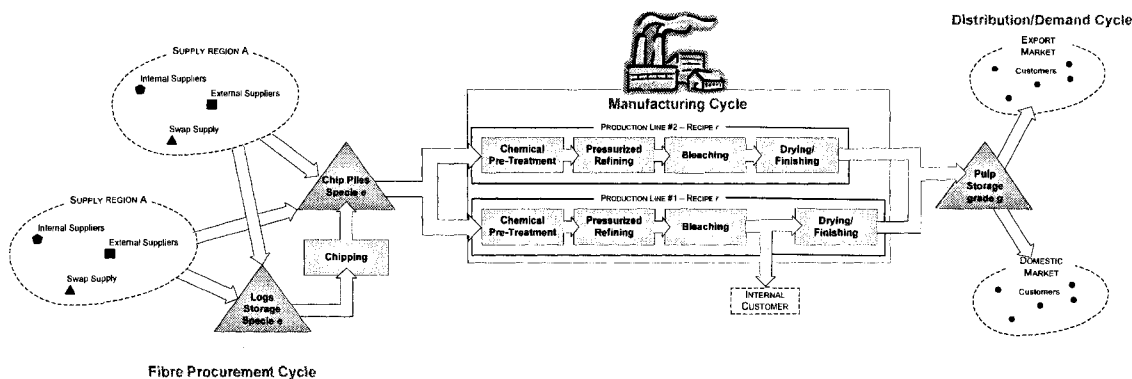 Distribution/Demand Cycle
EXPORT
MARKET
Customers
SUPPLY REGION A
Internal Suppliers
External Suppliers
Swap Supply
Manufacturing Cycle
PRODUCTION LINE #2 – RECIPE r
Chemical
Pre-Treatment
Pressurized
Refining
Bleaching
Drying/
Finishing
Chip Piles
Specie e
Pulp
Storage
grade g
SUPPLY REGION A
Internal Suppliers
External Suppliers
Swap Supply
PRODUCTION LINE #1 – RECIPE r
Chemical
Pre-Treatment
Pressurized
Refining
Bleaching
Drying/
Finishing
Chipping
Logs
Storage
Specie e
INTERNAL
CUSTOMER
DOMESTIC
MARKET
Customers
Fibre Procurement Cycle